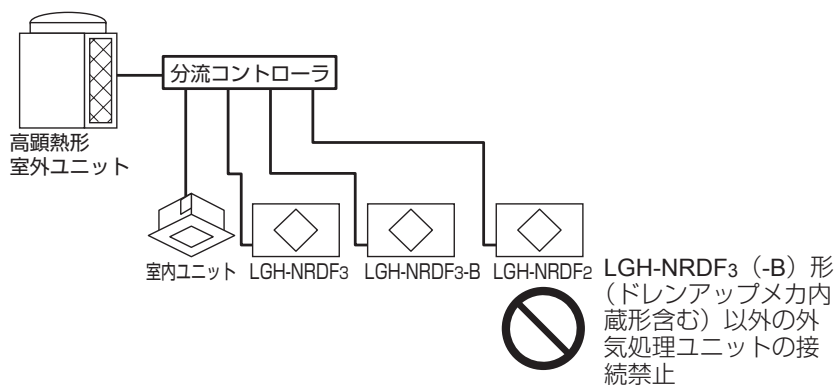 分流コントローラ
高顕熱形
室外ユニット
室内ユニット
LGH-NRDF3
LGH-NRDF3-B
LGH-NRDF2
LGH-NRDF3（-B）形
（ドレンアップメカ内
蔵形含む）以外の外
気処理ユニットの接
続禁止